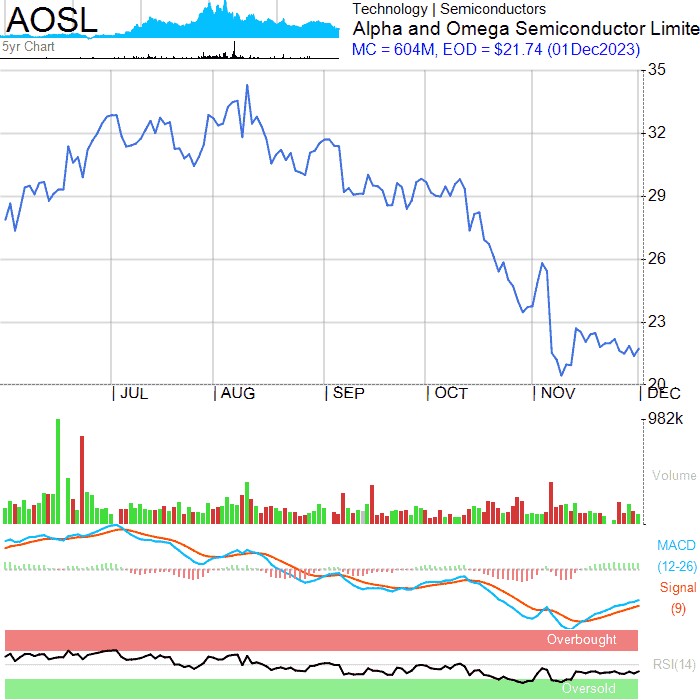 AOSL
5yr Chart
Technology | Semiconductors
Alpha and Omega Semiconductor Limite
MC = 604M, EOD = $21.74 (01Dec2023)
35
32
29
26
23
20
| JUL | AUG | SEP | OCT | NOV | DEC
982k
Volume
MACD
(12-26)
Signal
(9)
Overbought
RSI(14)
Oversold